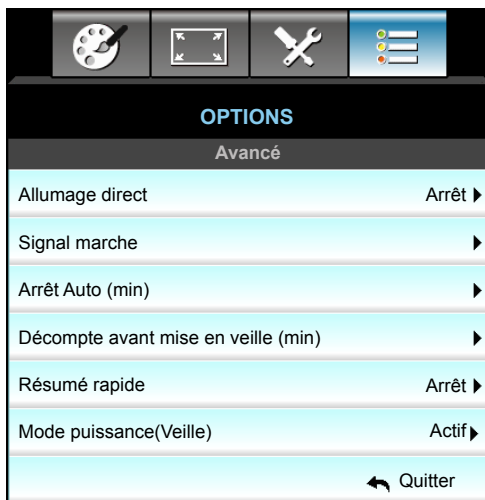 OPTIONS
Avancé
Allumage direct Arrêt
Signal marche
Arrêt Auto (min)
Décompte avant mise en veille (min)
Résumé rapide Arrêt
Mode puissance(Veille) Actif
Quitter